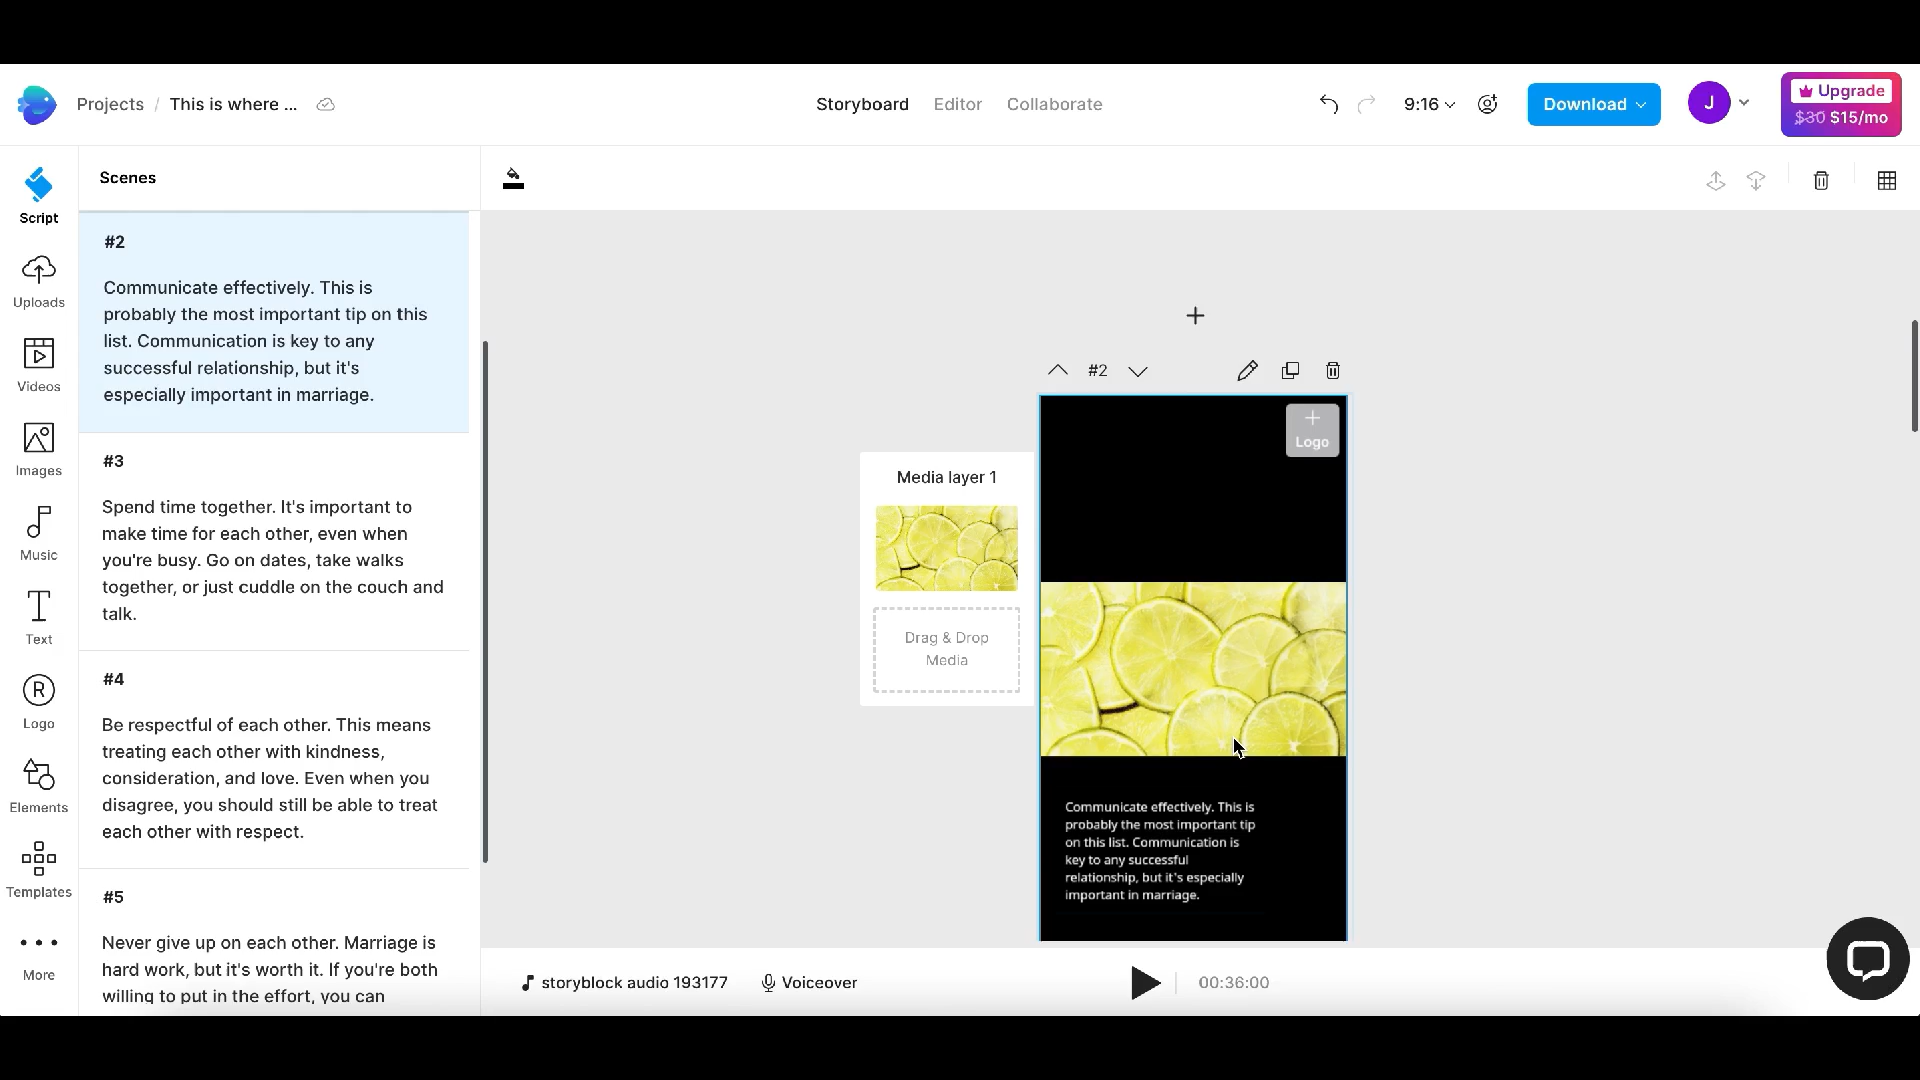 Projects / This is where ...
Storyboard
Editor
Collaborate
9:16
Download
J
Upgrade
$30 $15/mo
Script
Uploads
Videos
Images
Music
Text
R
Logo
Elements
Templates
More
Scenes
#2
Communicate effectively. This is
probably the most important tip on this
list. Communication is key to any
successful relationship, but it's
especially important in marriage.
#3
Spend time together. It's important to
make time for each other, even when
you're busy. Go on dates, take walks
together, or just cuddle on the couch and
talk.
#4
Be respectful of each other. This means
treating each other with kindness,
consideration, and love. Even when you
disagree, you should still be able to treat
each other with respect.
#5
Never give up on each other. Marriage is
hard work, but it's worth it. If you're both
willing to put in the effort, you can
#2
Logo
Media layer 1
Drag & Drop
Media
Communicate effectively. This is
probably the most important tip
on this list. Communication is
key to any successful
relationship, but it's especially
important in marriage.
storyblock audio 193177
Voiceover
00:36:00